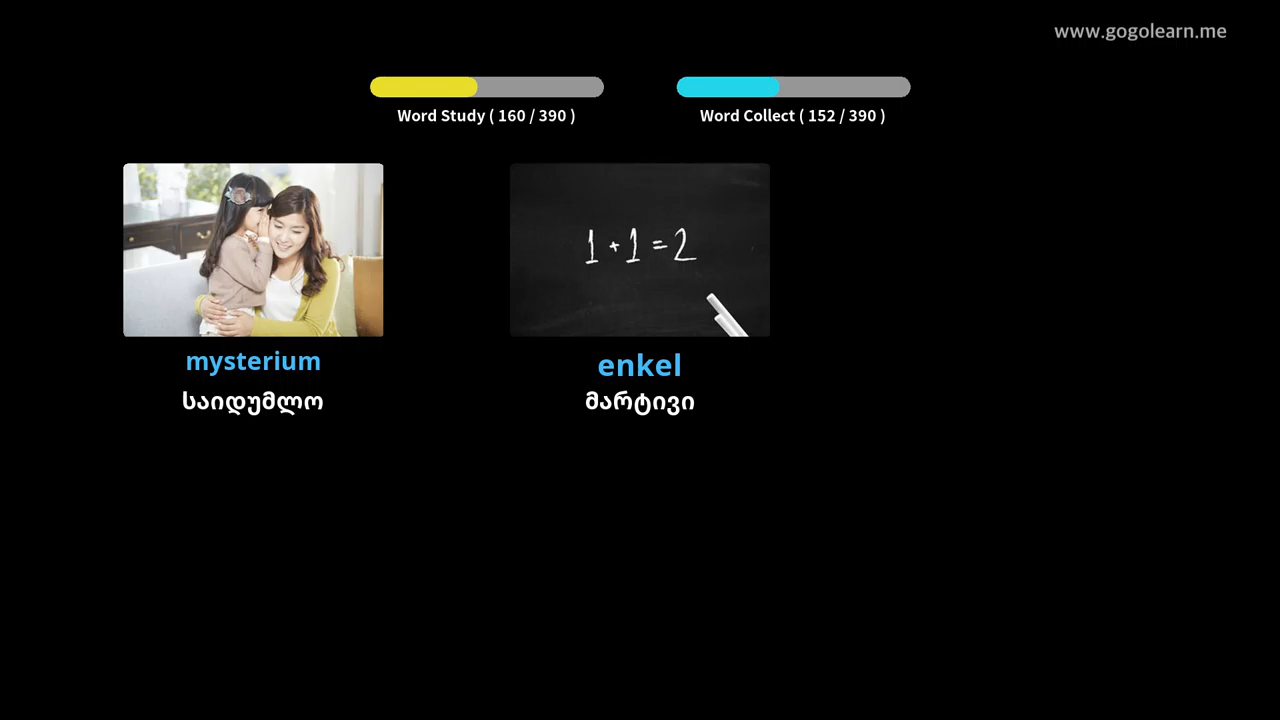 www.gogolearn.me
Word Study ( 160 / 390 )
Word Collect ( 152 / 390 )
1 + 1 = 2
mysterium
enkel
საიდუმლო
მარტივი